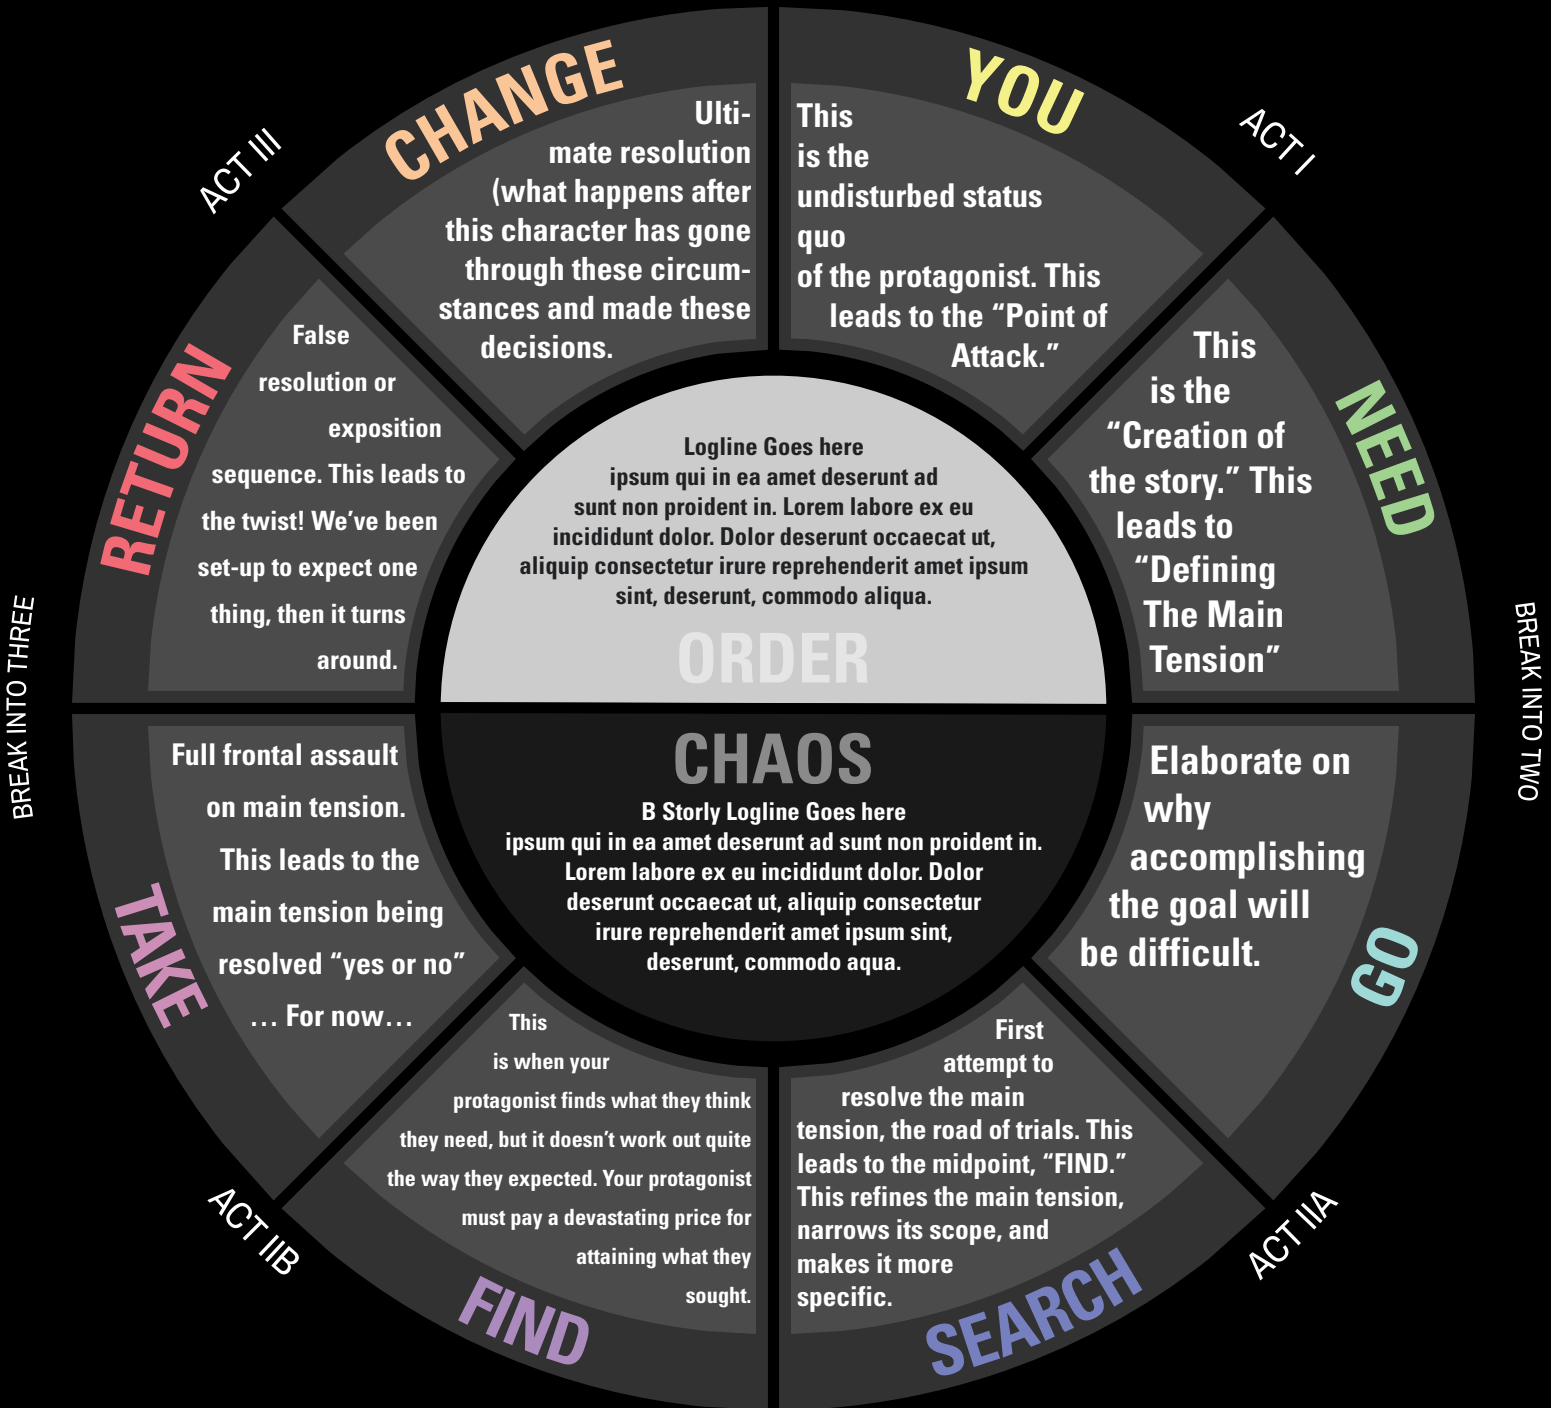 YOU
This
is the
undisturbed status
quo
of the protagonist. This
leads to the “Point of
Attack.”
ACT I
NEED
This
is the
“Creation of
the story.” This
leads to
“Defining
The Main
Tension”
BREAK INTO TWO
GO
Elaborate on
why
accomplishing
the goal will
be difficult.
ACT IIA
SEARCH
First
attempt to
resolve the main
tension, the road of trials. This
leads to the midpoint, “FIND.”
This refines the main tension,
narrows its scope, and
makes it more
specific.
FIND
This
is when your
protagonist finds what they think
they need, but it doesn’t work out quite
the way they expected. Your protagonist
must pay a devastating price for
attaining what they
sought.
ACT IIB
TAKE
Full frontal assault
on main tension.
This leads to the
main tension being
resolved “yes or no”
… For now…
BREAK INTO THREE
RETURN
False
resolution or
exposition
sequence. This leads to
the twist! We’ve been
set-up to expect one
thing, then it turns
around.
ACT III
CHANGE
Ulti-
mate resolution
(what happens after
this character has gone
through these circum-
stances and made these
decisions.
Logline Goes here
ipsum qui in ea amet deserunt ad
sunt non proident in. Lorem labore ex eu
incididunt dolor. Dolor deserunt occaecat ut,
aliquip consectetur irure reprehenderit amet ipsum
sint, deserunt, commodo aliqua.
ORDER
CHAOS
B Storly Logline Goes here
ipsum qui in ea amet deserunt ad sunt non proident in.
Lorem labore ex eu incididunt dolor. Dolor
deserunt occaecat ut, aliquip consectetur
irure reprehenderit amet ipsum sint,
deserunt, commodo aqua.